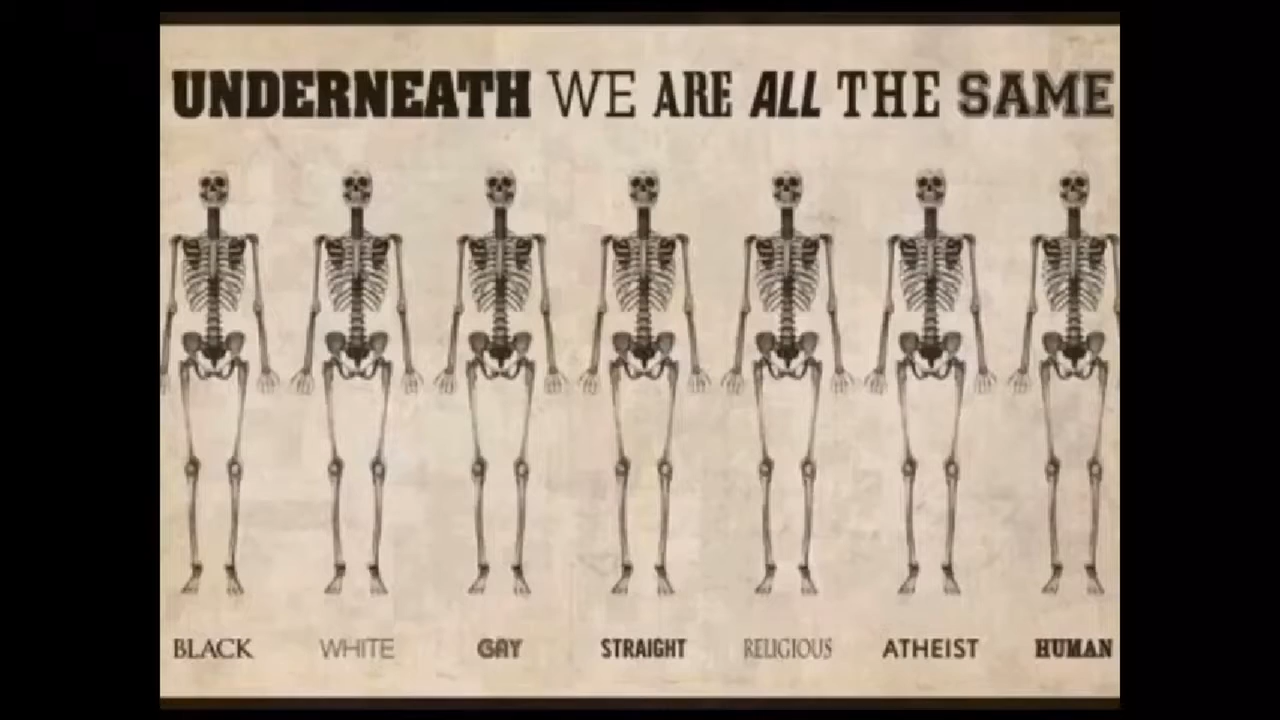 UNDERNEATH WE ARE ALL THE SAME
BLACK WHITE GAY STRAIGHT RELIGIOUS ATHEIST HUMAN